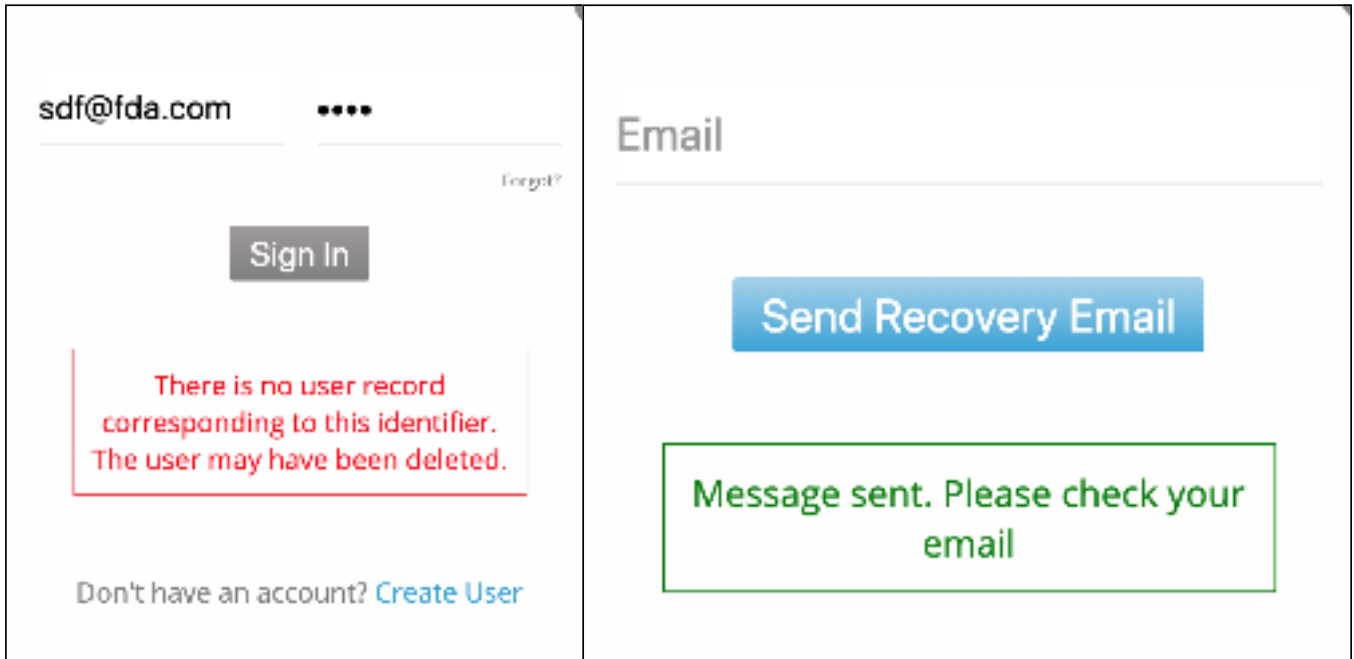 sdf@fda.com ••••
Forgot?
Sign In
There is no user record
corresponding to this identifier.
The user may have been deleted.
Don't have an account? Create User
Email
Send Recovery Email
Message sent. Please check your
email